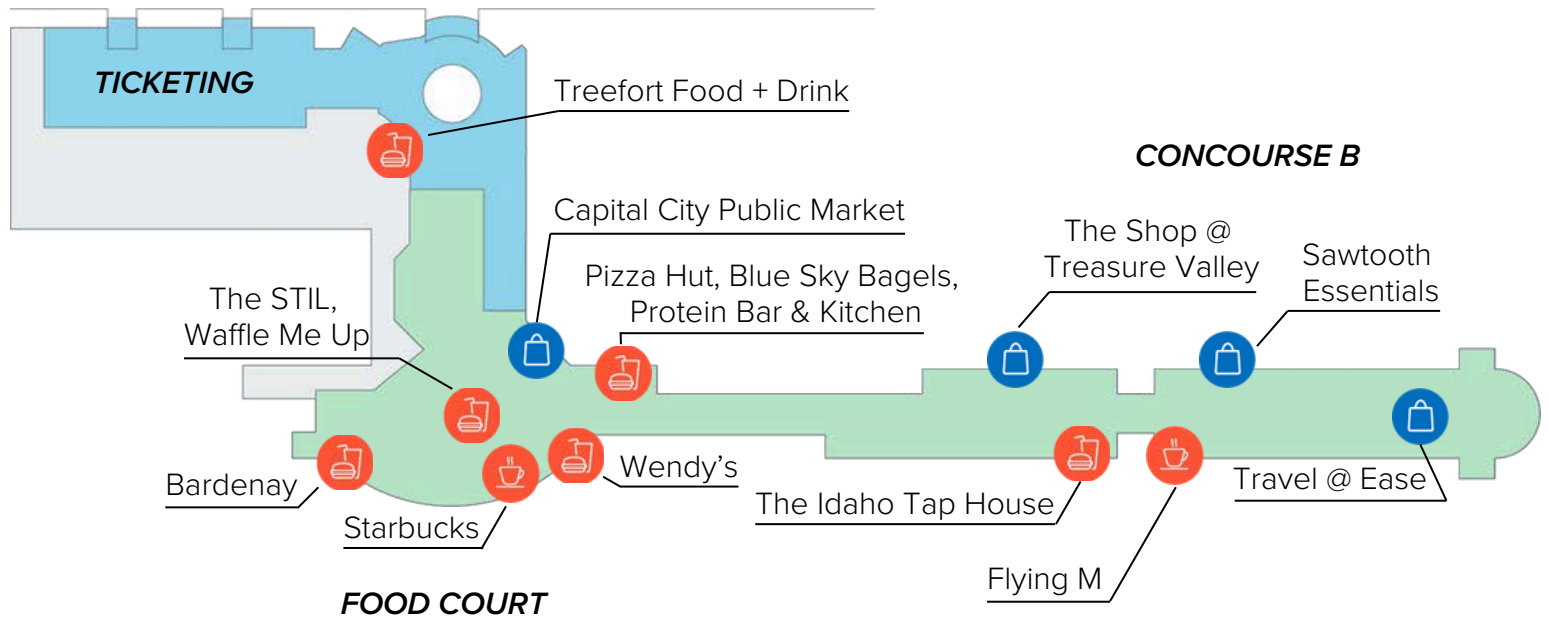 TICKETING
Treefort Food + Drink
CONCOURSE B
Capital City Public Market
The Shop @
Treasure Valley
Sawtooth
Essentials
Pizza Hut, Blue Sky Bagels,
Protein Bar & Kitchen
The STIL,
Waffle Me Up
Bardenay
Starbucks
Wendy’s
The Idaho Tap House
Flying M
Travel @ Ease
FOOD COURT